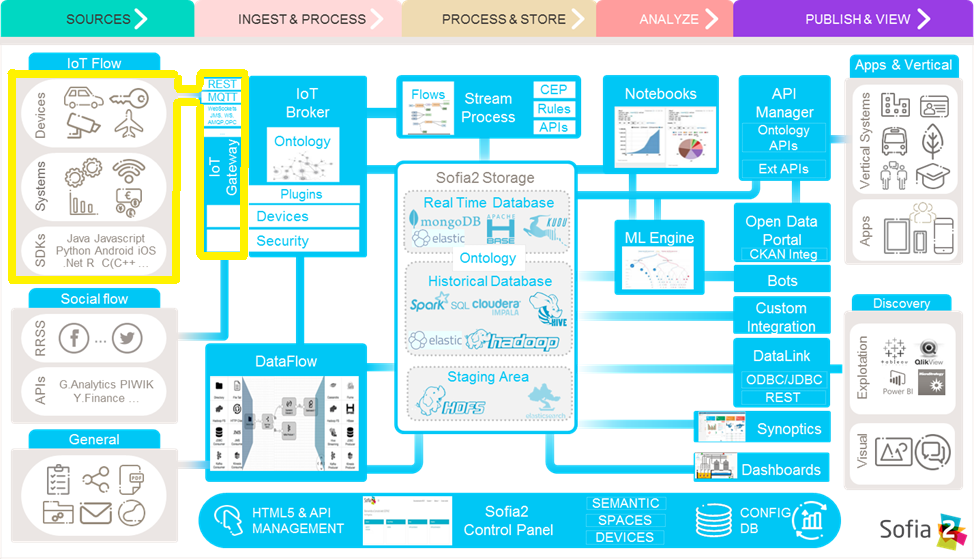 SOURCES
INGEST & PROCESS
PROCESS & STORE
ANALYZE
PUBLISH & VIEW
IoT Flow
Devices
Systems
SDKs
Java Javascript
Python Android iOS
.Net R C(C++ ...
Social flow
RRSS
...
APIs
G.Analytics PIWIK
Y.Finance ...
General
PDF
REST
MQTT
WebSockets
JMS, WS,
AMQP,OPC
IoT
Gateway
IoT
Broker
Ontology
Plugins
Devices
Security
DataFlow
Flows
Stream
Process
CEP
Rules
APIs
Sofia2 Storage
Real Time Database
mongoDB
APACHE
HBASE
KUDU
elastic
Ontology
Historical Database
Spark SQL
cloudera
IMPALA
HIVE
elastic
hadoop
Staging Area
HDFS
elasticsearch
Notebooks
ML Engine
API
Manager
Ontology
APIs
Ext APIs
Open Data
Portal
CKAN Integ
Bots
Custom
Integration
DataLink
ODBC/JDBC
REST
Synoptics
Dashboards
Apps & Vertical
Vertical Systems
Apps
Discovery
Explotation
tableau
QlikView
Power BI
MicroStrategy
Visual
HTML5 & API
MANAGEMENT
Sofia2
Control Panel
SEMANTIC
SPACES
DEVICES
CONFIG
DB
Sofia 2